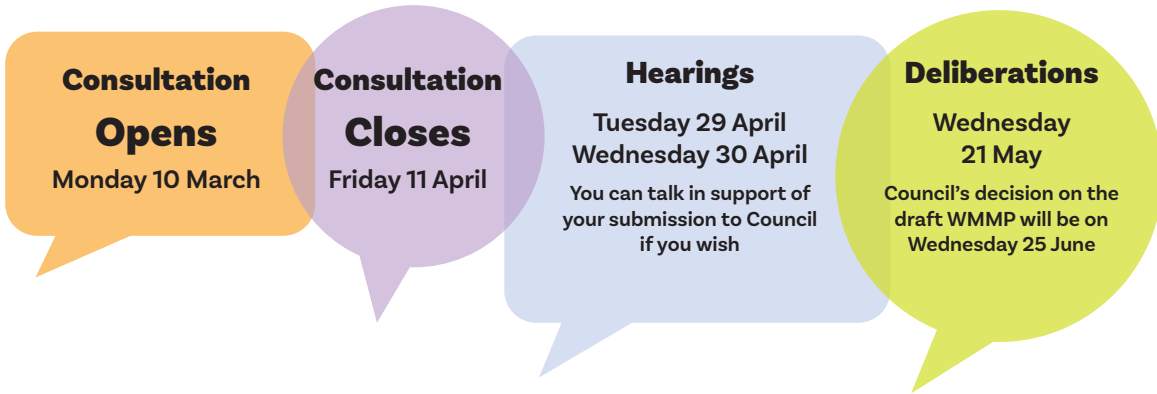 Consultation
Opens
Monday 10 March
Consultation
Closes
Friday 11 April
Hearings
Tuesday 29 April
Wednesday 30 April
You can talk in support of
your submission to Council
if you wish
Deliberations
Wednesday
21 May
Council’s decision on the
draft WMMP will be on
Wednesday 25 June